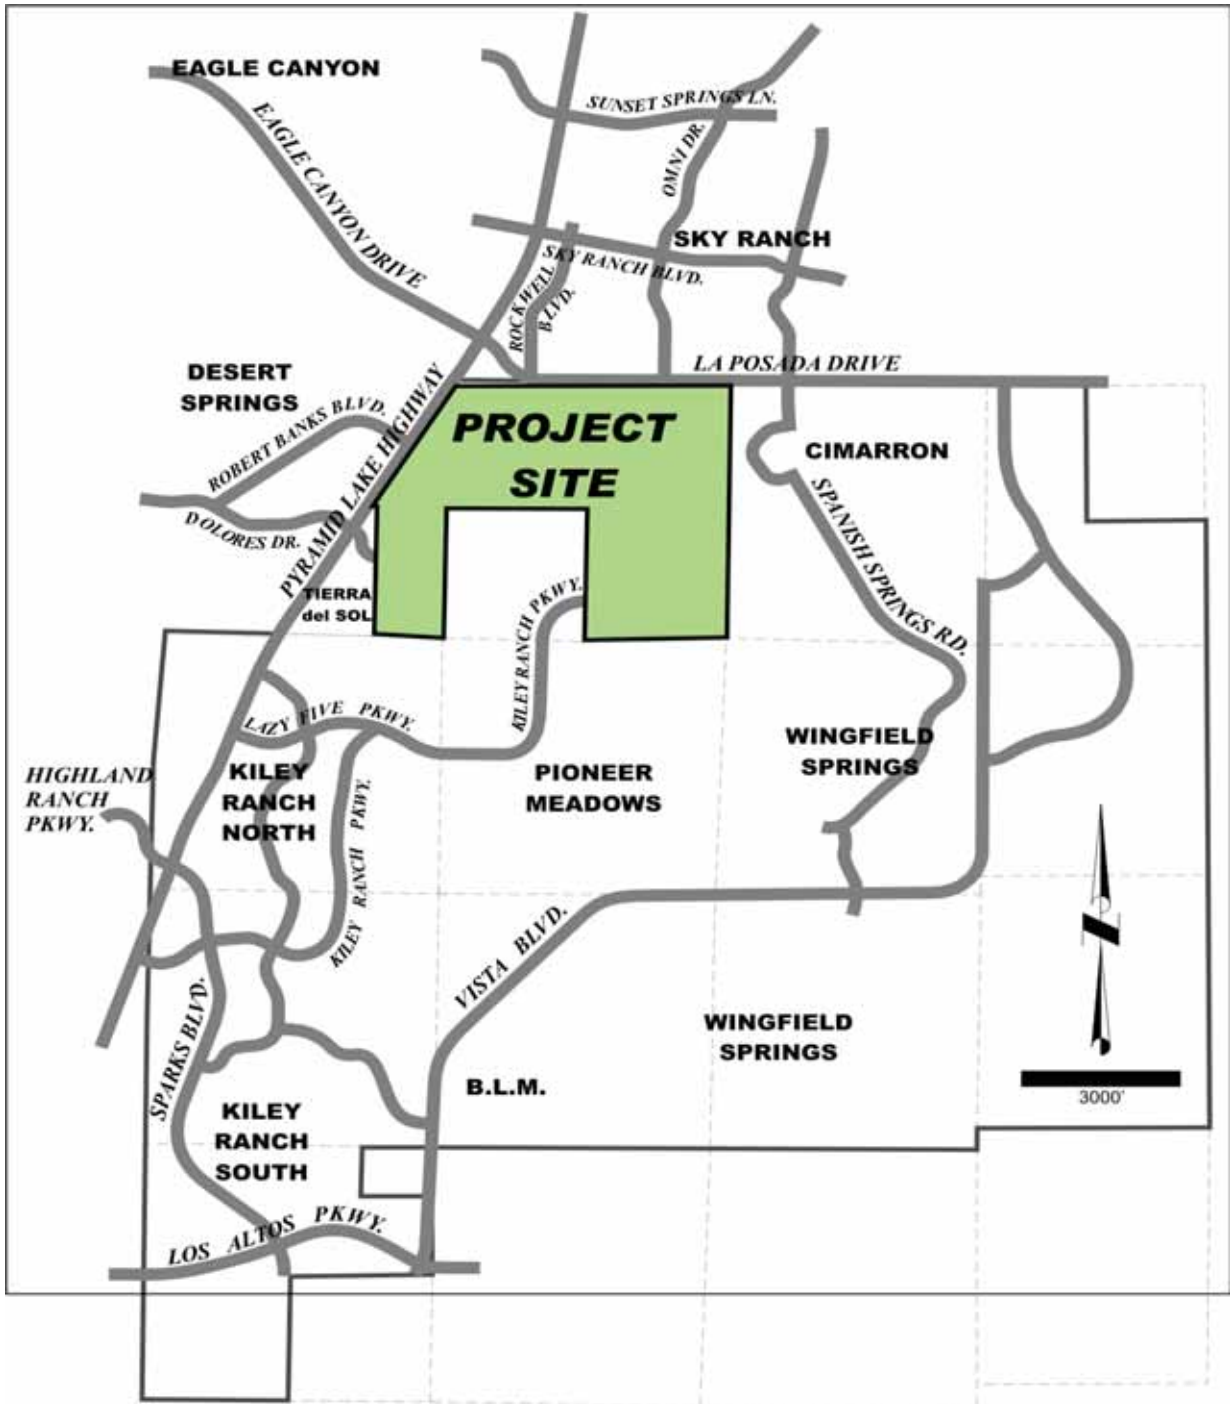 EAGLE CANYON
SUNSET SPRINGS LN.
EAGLE CANYON DRIVE
OMNI DR.
SKY RANCH
SKY RANCH BLVD.
ROCKWELL
BLVD.
LA POSADA DRIVE
DESERT
SPRINGS
ROBERT BANKS BLVD.
PYRAMID LAKE HIGHWAY
PROJECT
SITE
CIMARRON
DOLORES DR.
SPANISH SPRINGS RD.
TIERRA
del SOL
KILEY RANCH PKWY.
LAZY FIVE PKWY.
WINGFIELD
SPRINGS
HIGHLAND
RANCH
PKWY.
KILEY
RANCH
NORTH
PIONEER
MEADOWS
KILEY RANCH PKWY.
VISTA BLVD.
SPARKS BLVD.
WINGFIELD
SPRINGS
B.L.M.
N
3000'
KILEY
RANCH
SOUTH
LOS ALTOS PKWY.